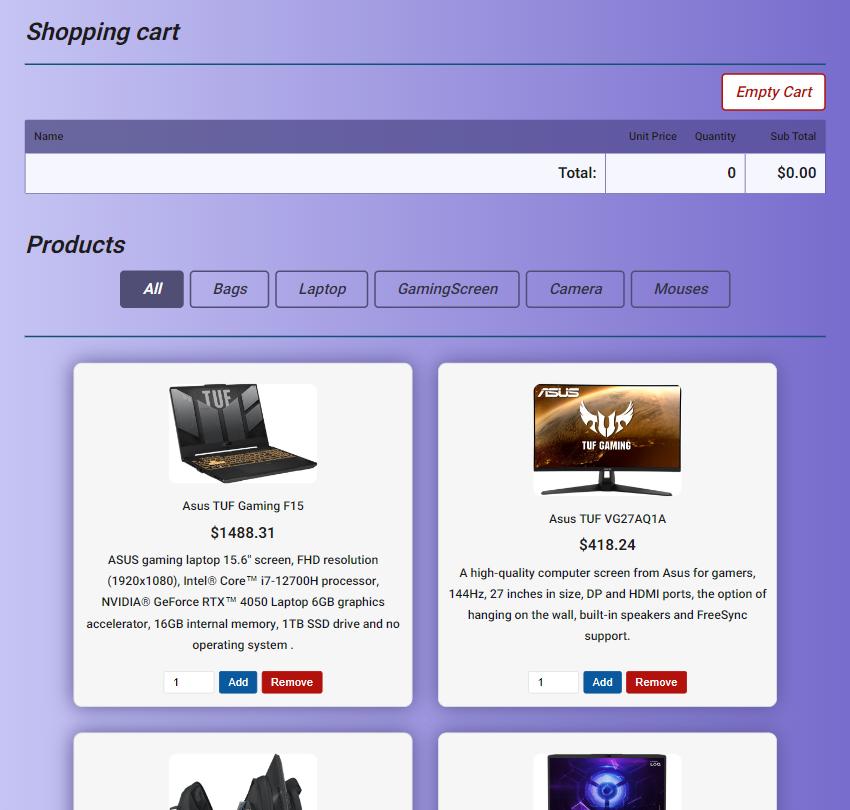 Shopping cart
Empty Cart
Name Unit Price Quantity Sub Total
Total: 0 $0.00
Products
All Bags Laptop GamingScreen Camera Mouses
TUF
Asus TUF Gaming F15
$1488.31
ASUS gaming laptop 15.6" screen, FHD resolution
(1920x1080), Intel® Core™ i7-12700H processor,
NVIDIA® GeForce RTX™ 4050 Laptop 6GB graphics
accelerator, 16GB internal memory, 1TB SSD drive and no
operating system .
1 Add Remove
ASUS
TUF GAMING
Asus TUF VG27AQ1A
$418.24
A high-quality computer screen from Asus for gamers,
144Hz, 27 inches in size, DP and HDMI ports, the option of
hanging on the wall, built-in speakers and FreeSync
support.
1 Add Remove
LOQ